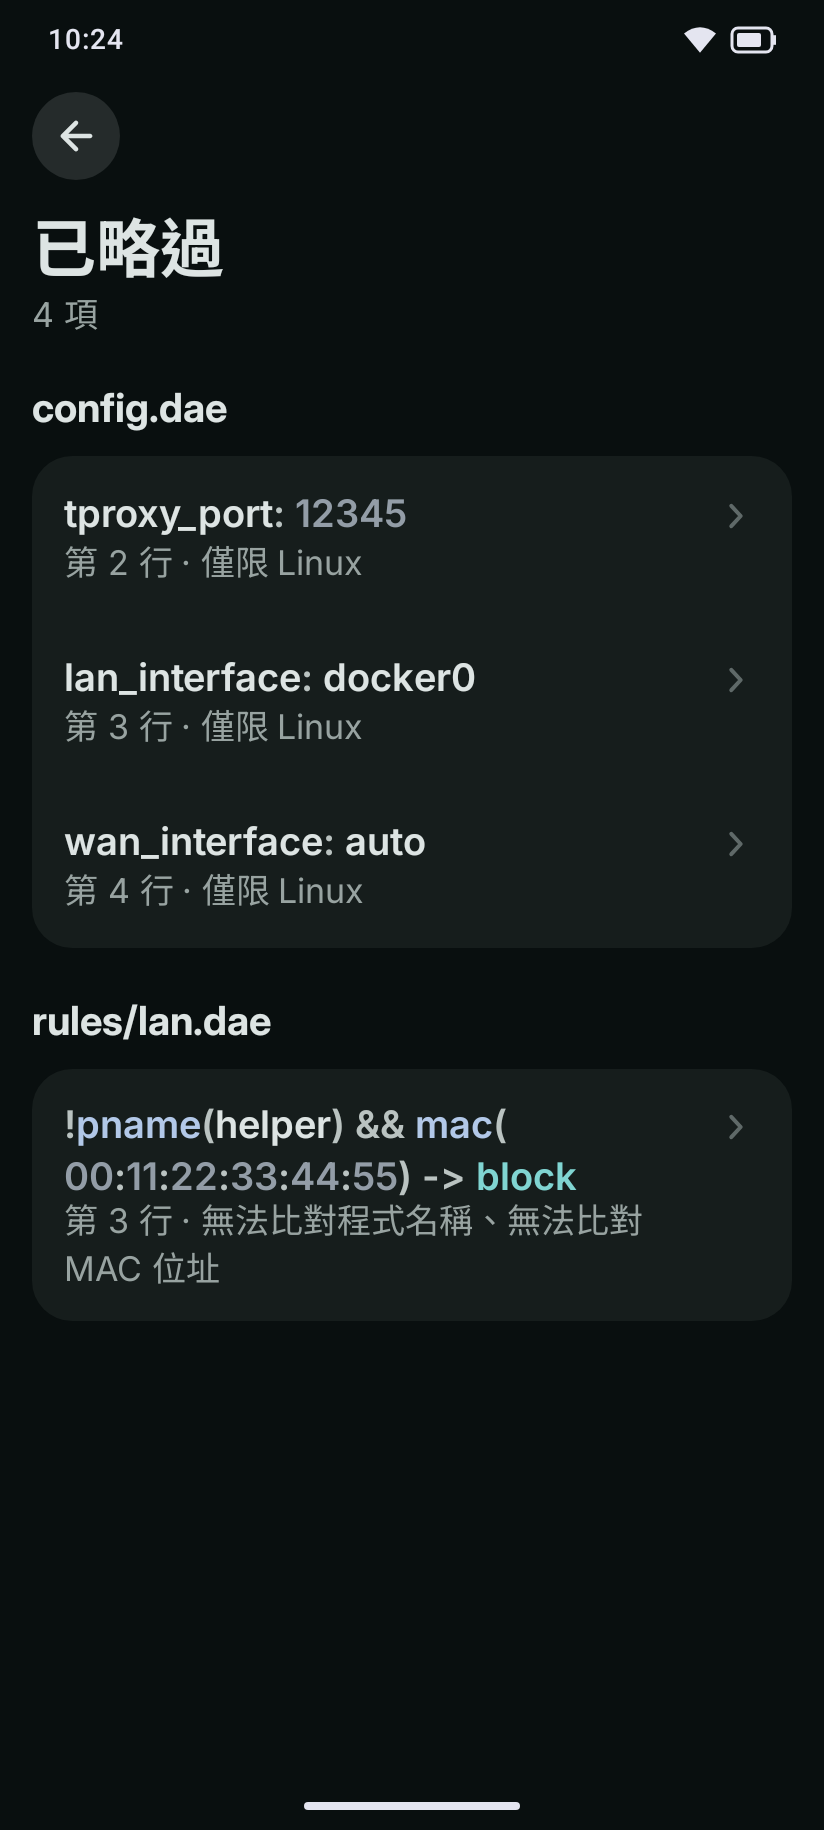 10:24
已略過
4 項
config.dae
tproxy_port: 12345
第 2 行 · 僅限 Linux
lan_interface: docker0
第 3 行 · 僅限 Linux
wan_interface: auto
第 4 行 · 僅限 Linux
rules/lan.dae
!pname(helper) && mac(
00:11:22:33:44:55) -> block
第 3 行 · 無法比對程式名稱、無法比對
MAC 位址